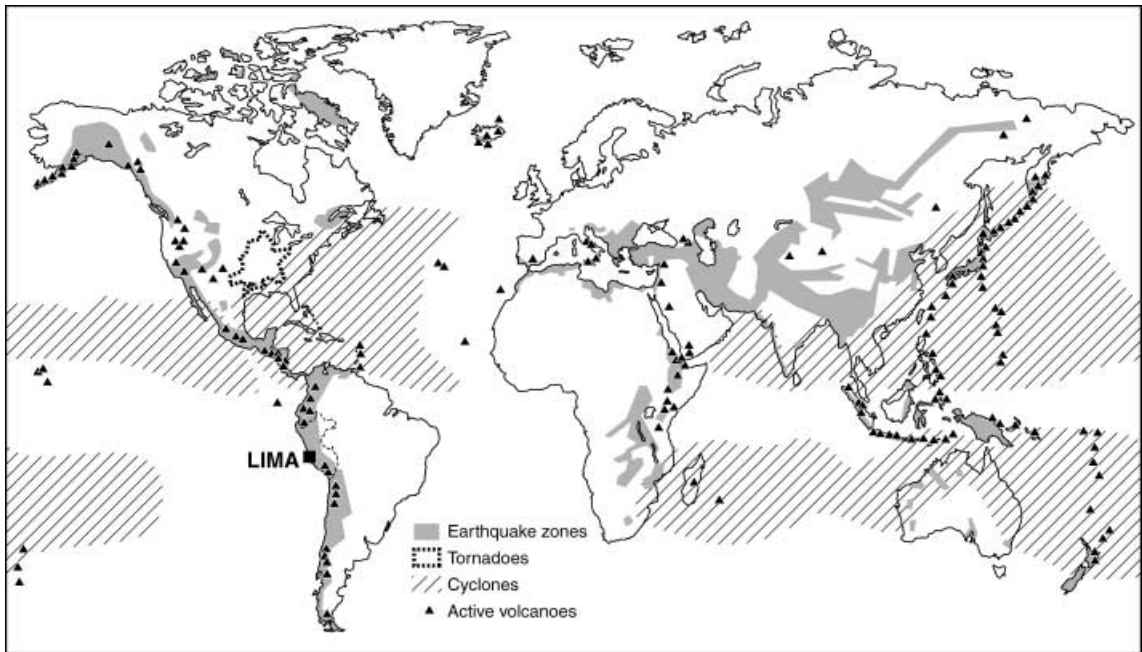 LIMA
Earthquake zones
Tornadoes
Cyclones
Active volcanoes